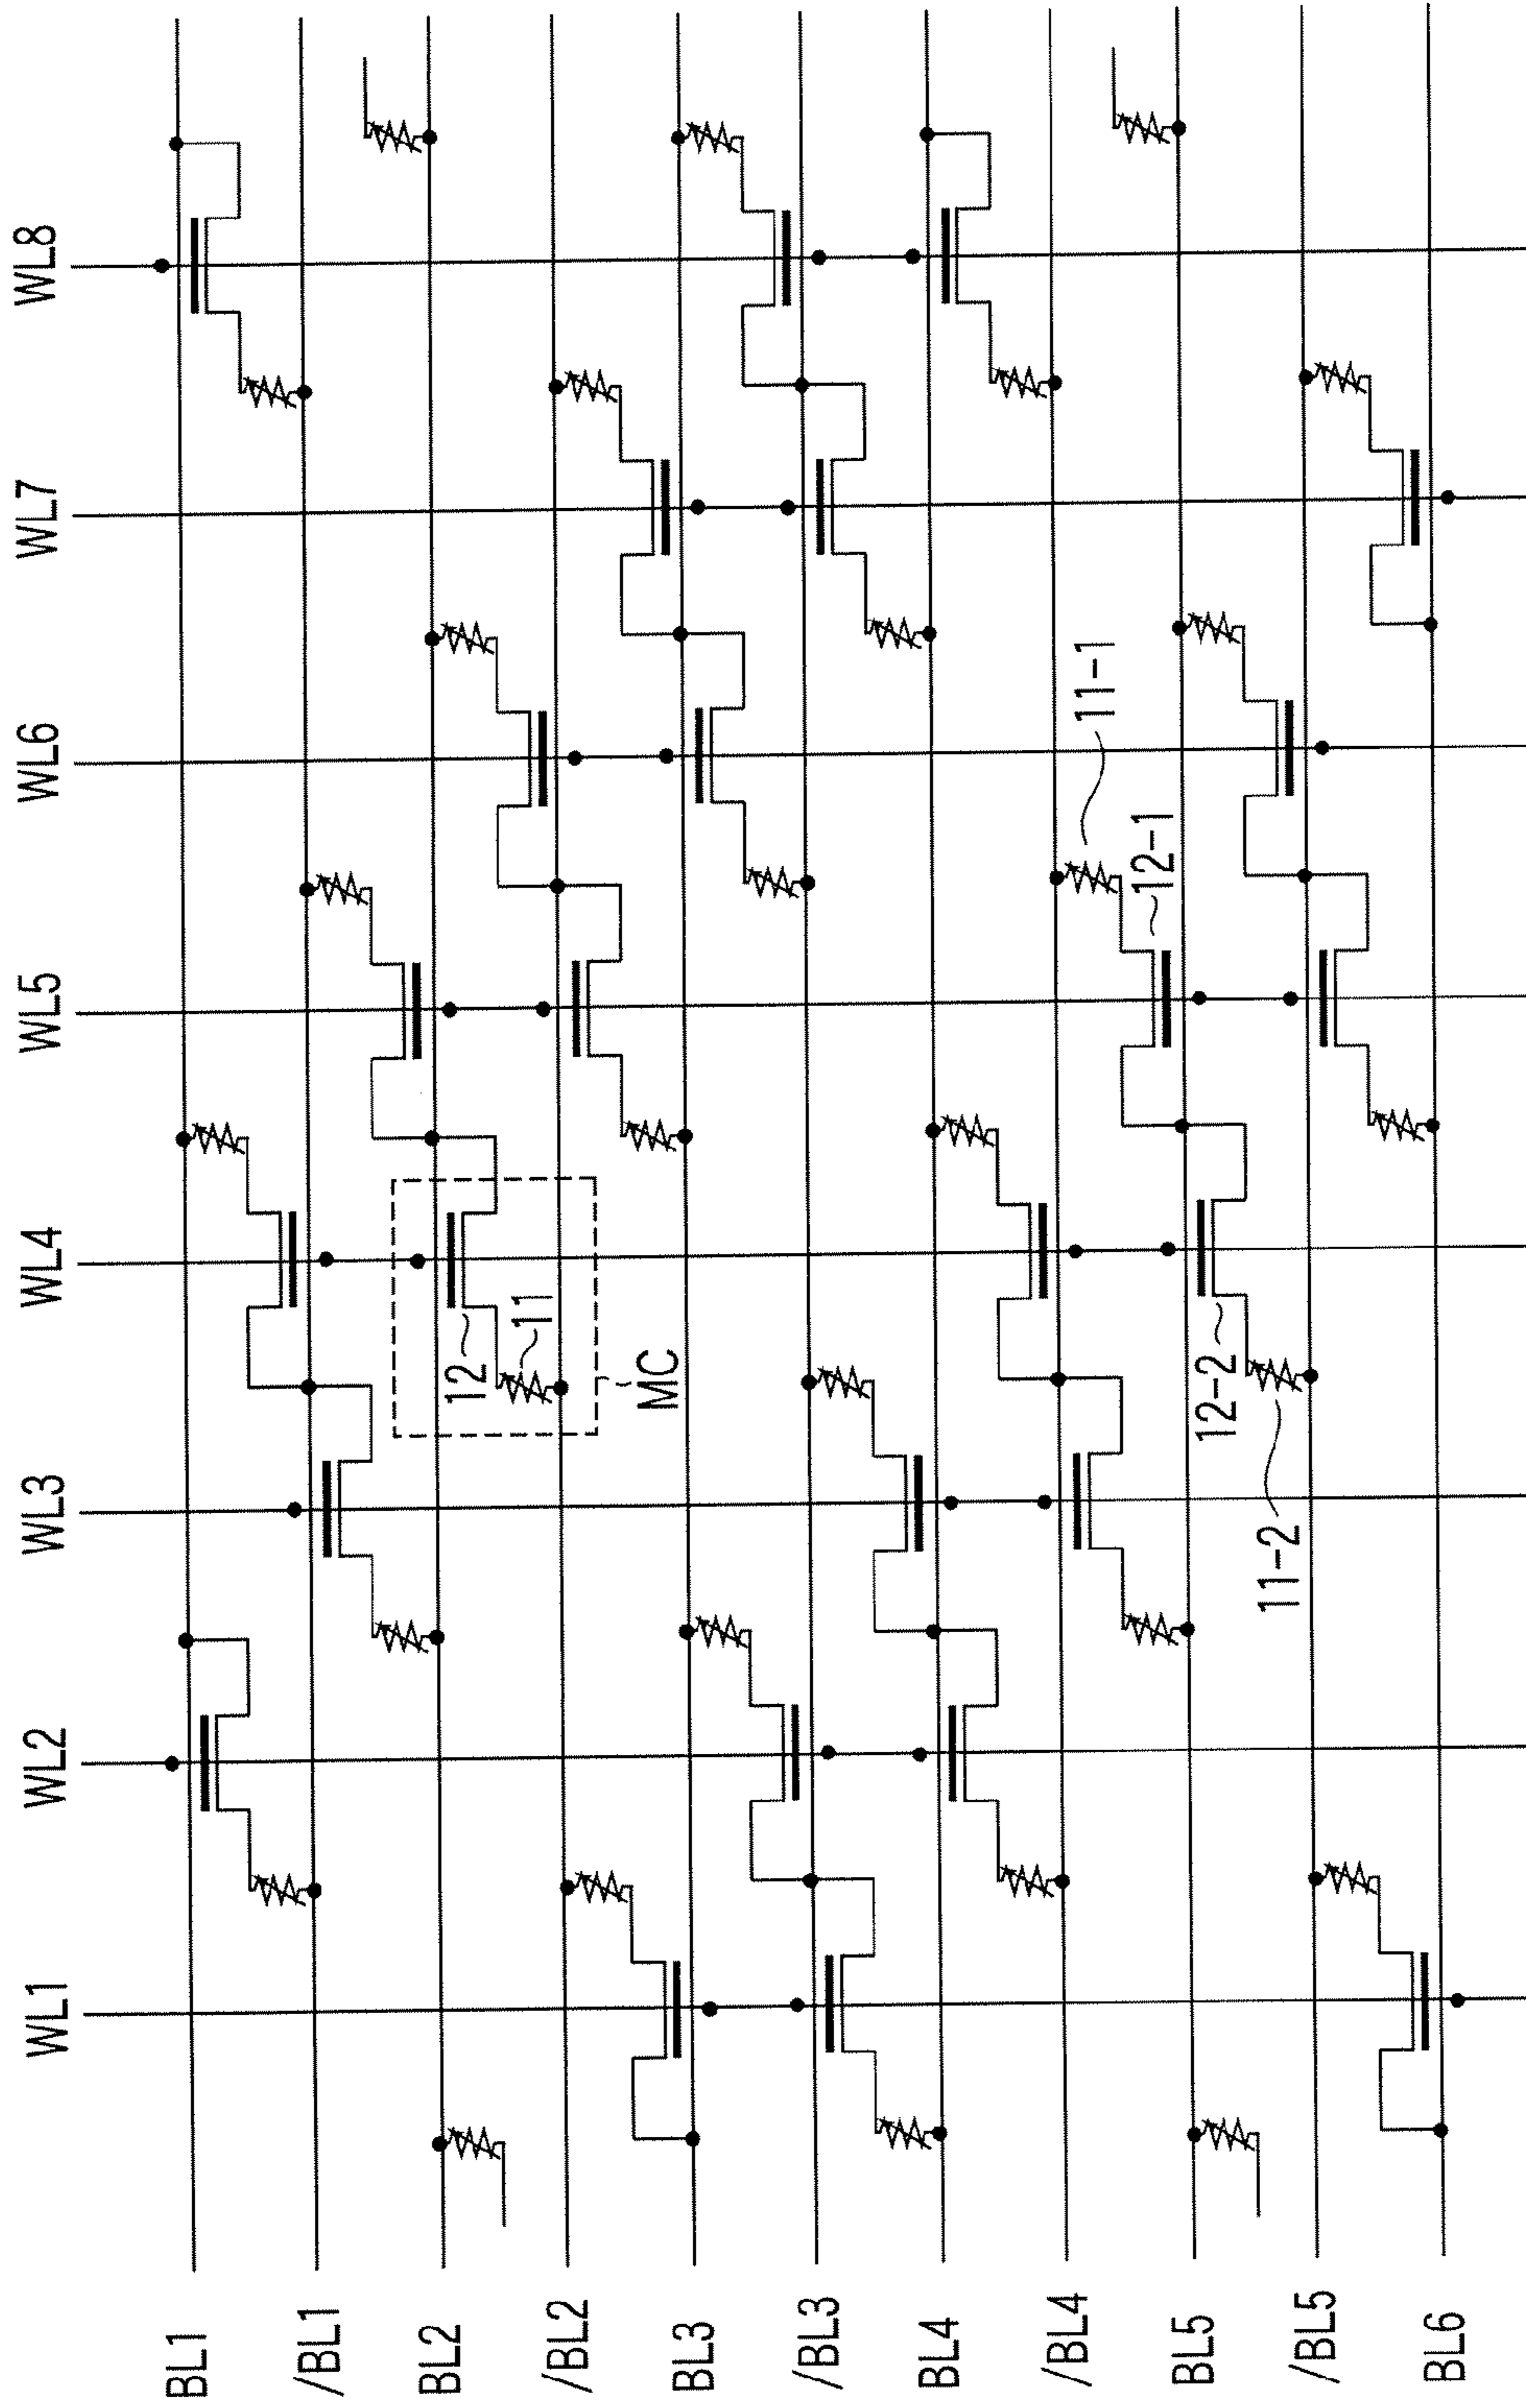 WL1
WL2
WL3
WL4
WL5
WL6
WL7
WL8
BL1
/BL1
BL2
/BL2
BL3
/BL3
BL4
/BL4
BL5
/BL5
BL6
12
11
MC
11-1
12-1
12-2
11-2